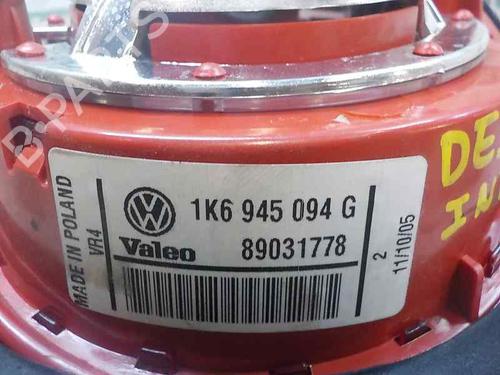 B-PARTS
MADE IN POLAND
VR4
1K6 945 094 G
Valeo 89031778
2
11/10/05
DE
IN